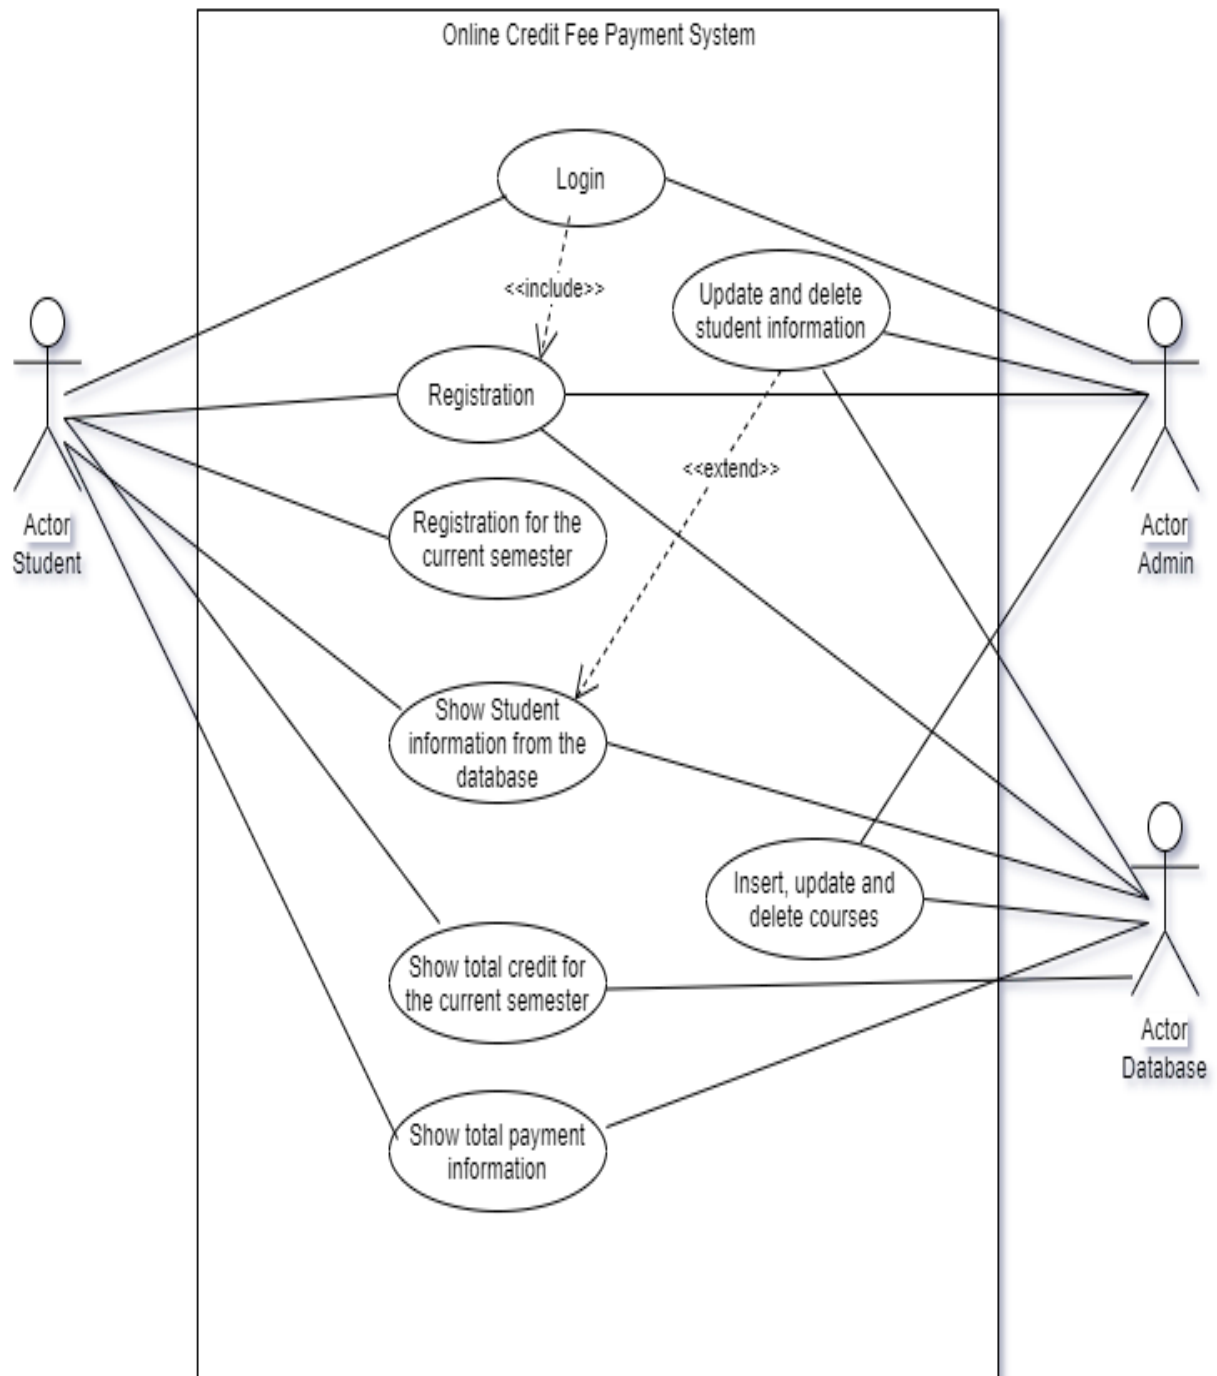 Online Credit Fee Payment System
Login
<<include>>
Update and delete
student information
Registration
<<extend>>
Registration for the
current semester
Actor
Student
Actor
Admin
Show Student
information from the
database
Insert, update and
delete courses
Show total credit for
the current semester
Actor
Database
Show total payment
information